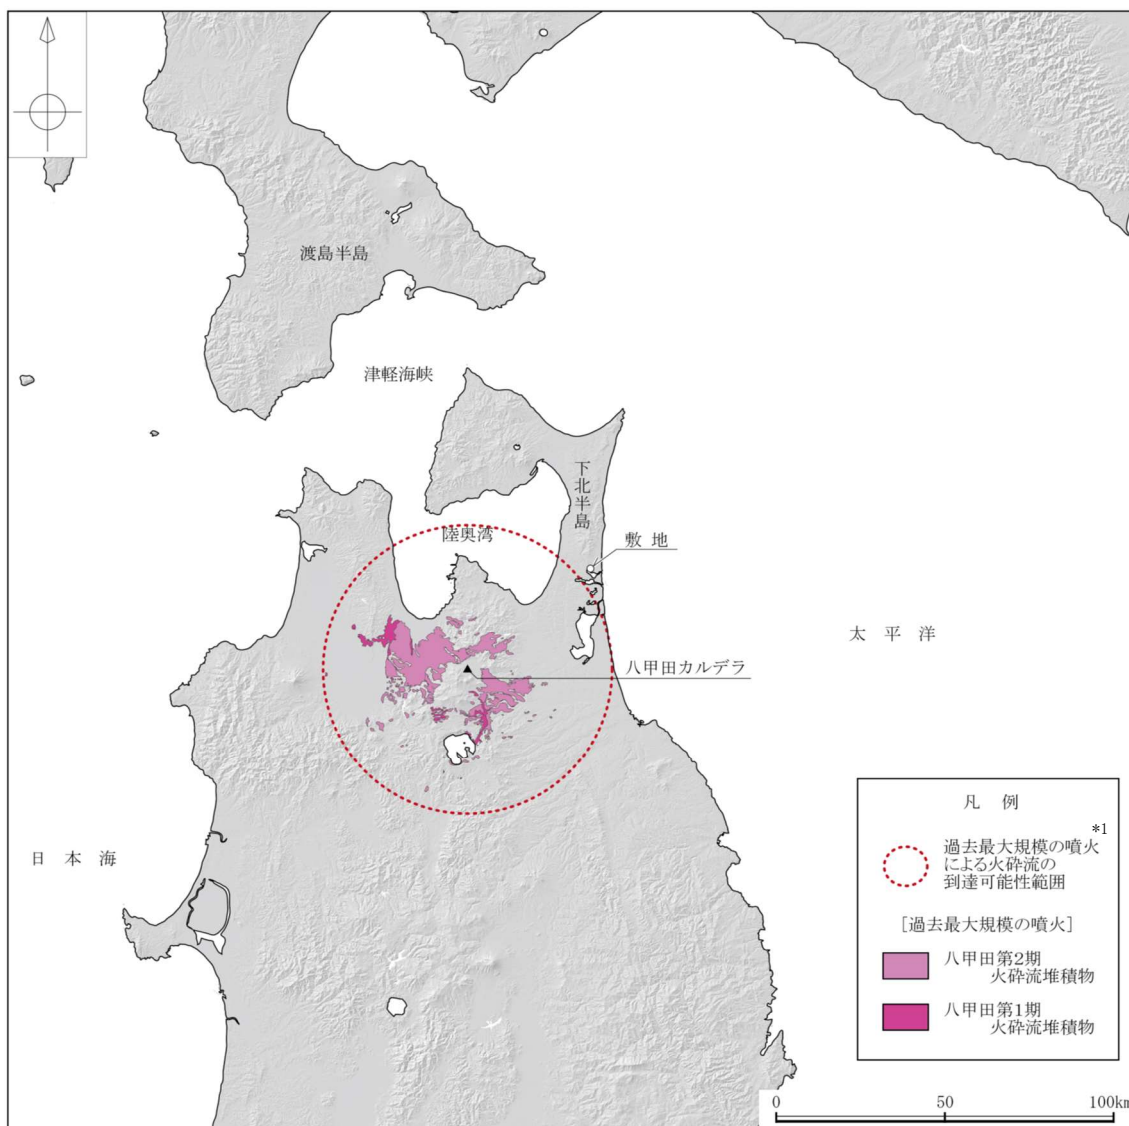 渡島半島
津軽海峡
下北半島
陸奥湾
敷 地
太 平 洋
八甲田カルデラ
日 本 海
凡 例
過去最大規模の噴火*1
による火砕流の
到達可能性範囲
[過去最大規模の噴火]
八甲田第2期
火砕流堆積物
八甲田第1期
火砕流堆積物
0 50 100km